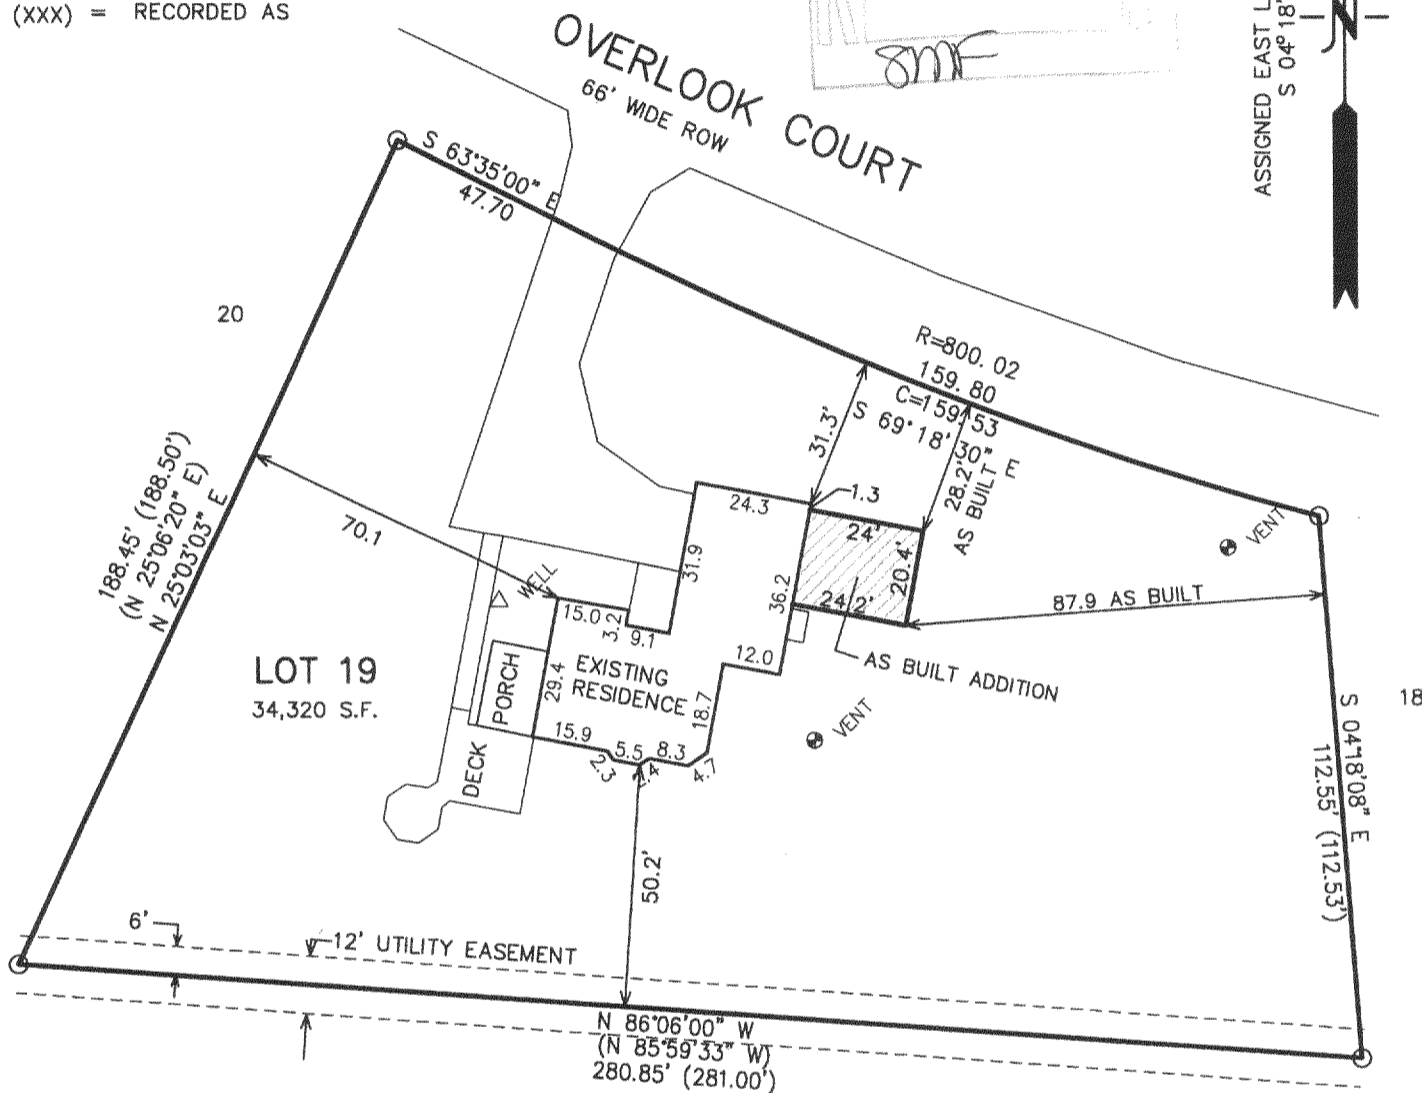 (XXX) = RECORDED AS
OVERLOOK COURT
66' WIDE ROW
ASSIGNED EAST L
S 04° 18'
N
S 63°35'00" E
47.70
20
R=800.02
159.80
C=159.53
S 69°18'30" E
31.3'
28.2'
AS BUILT
1.3
24.3
24'
20.4'
24.2'
36.2
31.9
VENT
87.9 AS BUILT
188.45' (188.50')
(N 25°06'20" E)
N 25°03'03" E
70.1
WELL
15.0
3.2
9.1
12.0
AS BUILT ADDITION
LOT 19
34,320 S.F.
PORCH
29.4
EXISTING
RESIDENCE
18.7
18
15.9
5.5
8.3
2.3
4.7
DECK
VENT
S 04°18'08" E
112.55' (112.53')
50.2'
6'
12' UTILITY EASEMENT
N 86°06'00" W
(N 85°59'33" W)
280.85' (281.00')